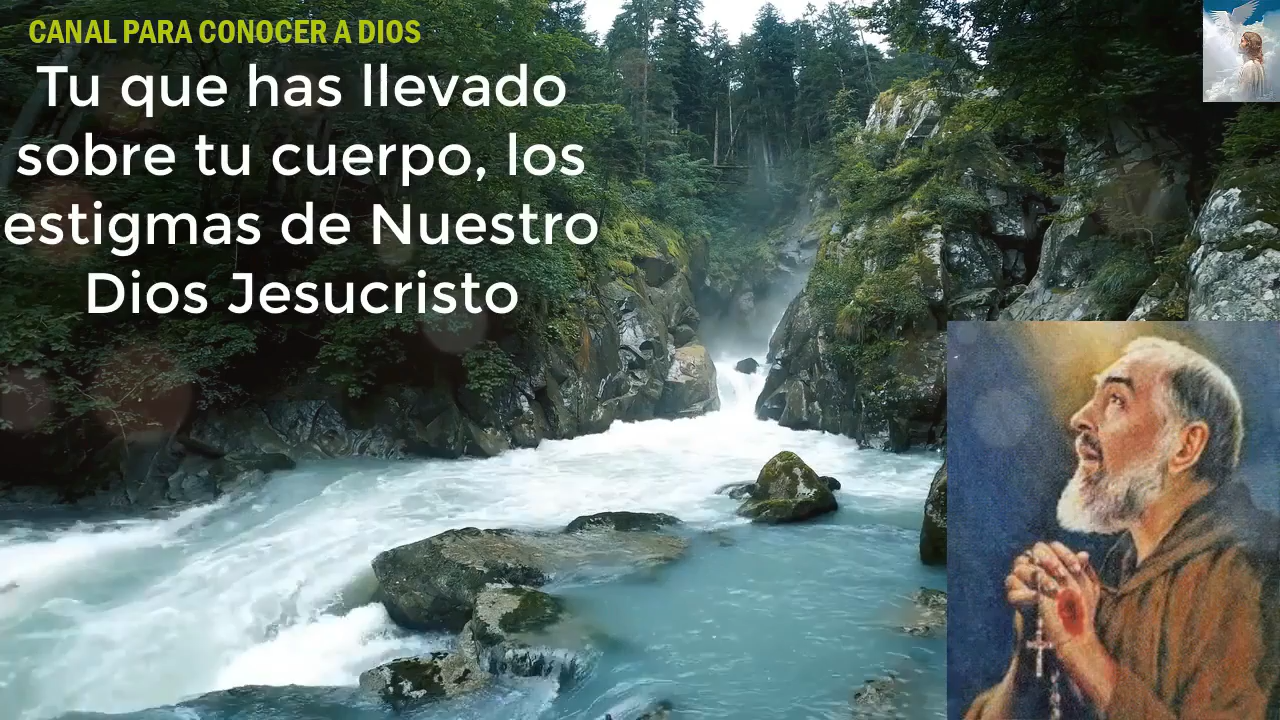 CANAL PARA CONOCER A DIOS
Tu que has llevado
sobre tu cuerpo, los
estigmas de Nuestro
Dios Jesucristo